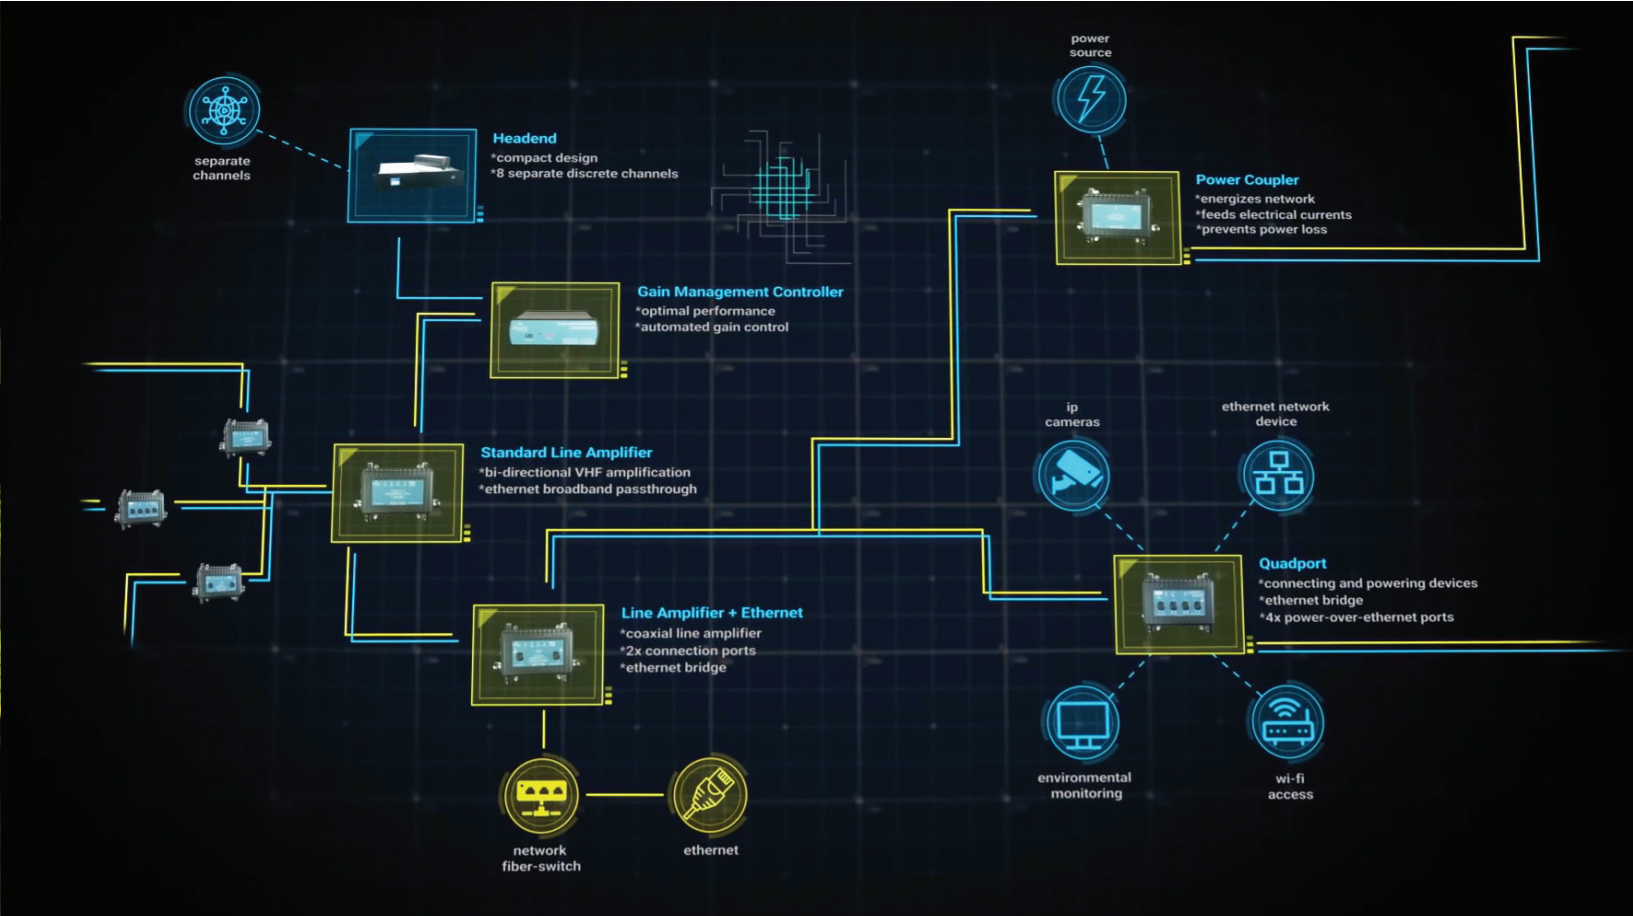 separate
channels
Headend
*compact design
*8 separate discrete channels
power
source
Power Coupler
*energizes network
*feeds electrical currents
*prevents power loss
Gain Management Controller
*optimal performance
*automated gain control
Standard Line Amplifier
*bi-directional VHF amplification
*ethernet broadband passthrough
ip
cameras
ethernet network
device
Quadport
*connecting and powering devices
*ethernet bridge
*4x power-over-ethernet ports
Line Amplifier + Ethernet
*coaxial line amplifier
*2x connection ports
*ethernet bridge
environmental
monitoring
wi-fi
access
network
fiber-switch
ethernet